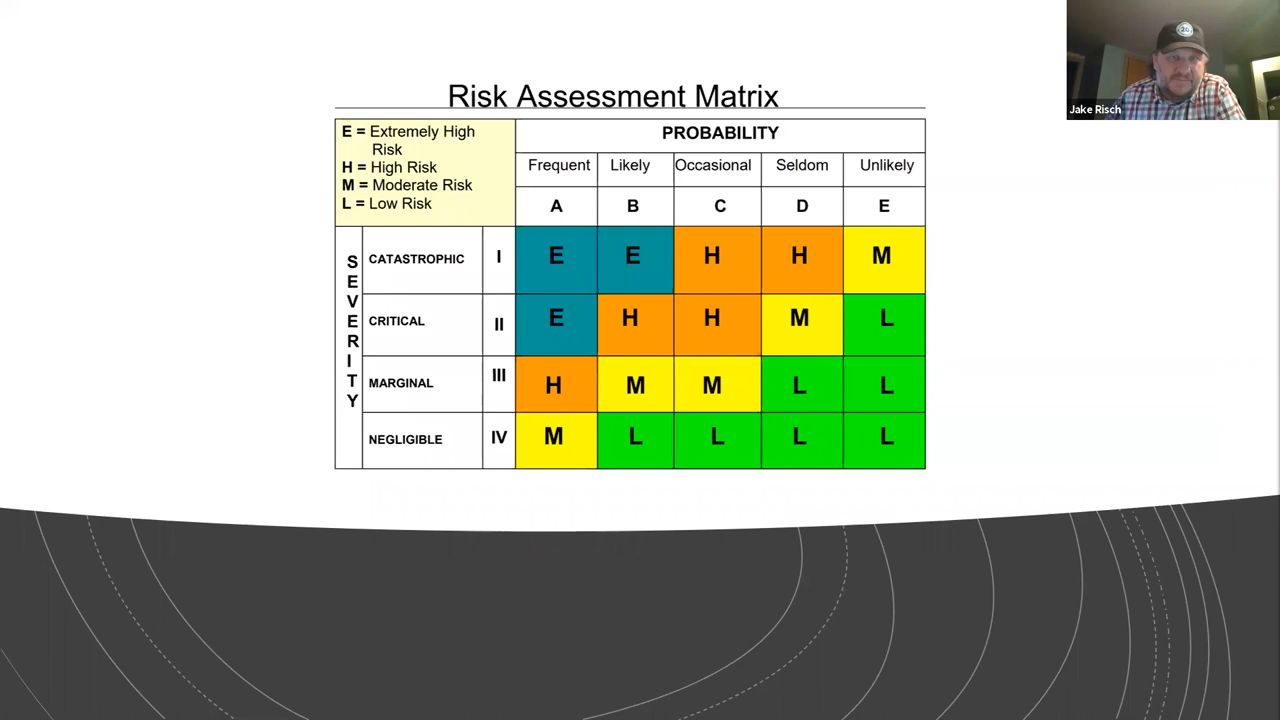 Jake Risch
Risk Assessment Matrix
E = Extremely High
Risk
H = High Risk
M = Moderate Risk
L = Low Risk
PROBABILITY
Frequent Likely Occasional Seldom Unlikely
A B C D E
SEVERITY
CATASTROPHIC I E E H H M
CRITICAL II E H H M L
MARGINAL III H M M L L
NEGLIGIBLE IV M L L L L